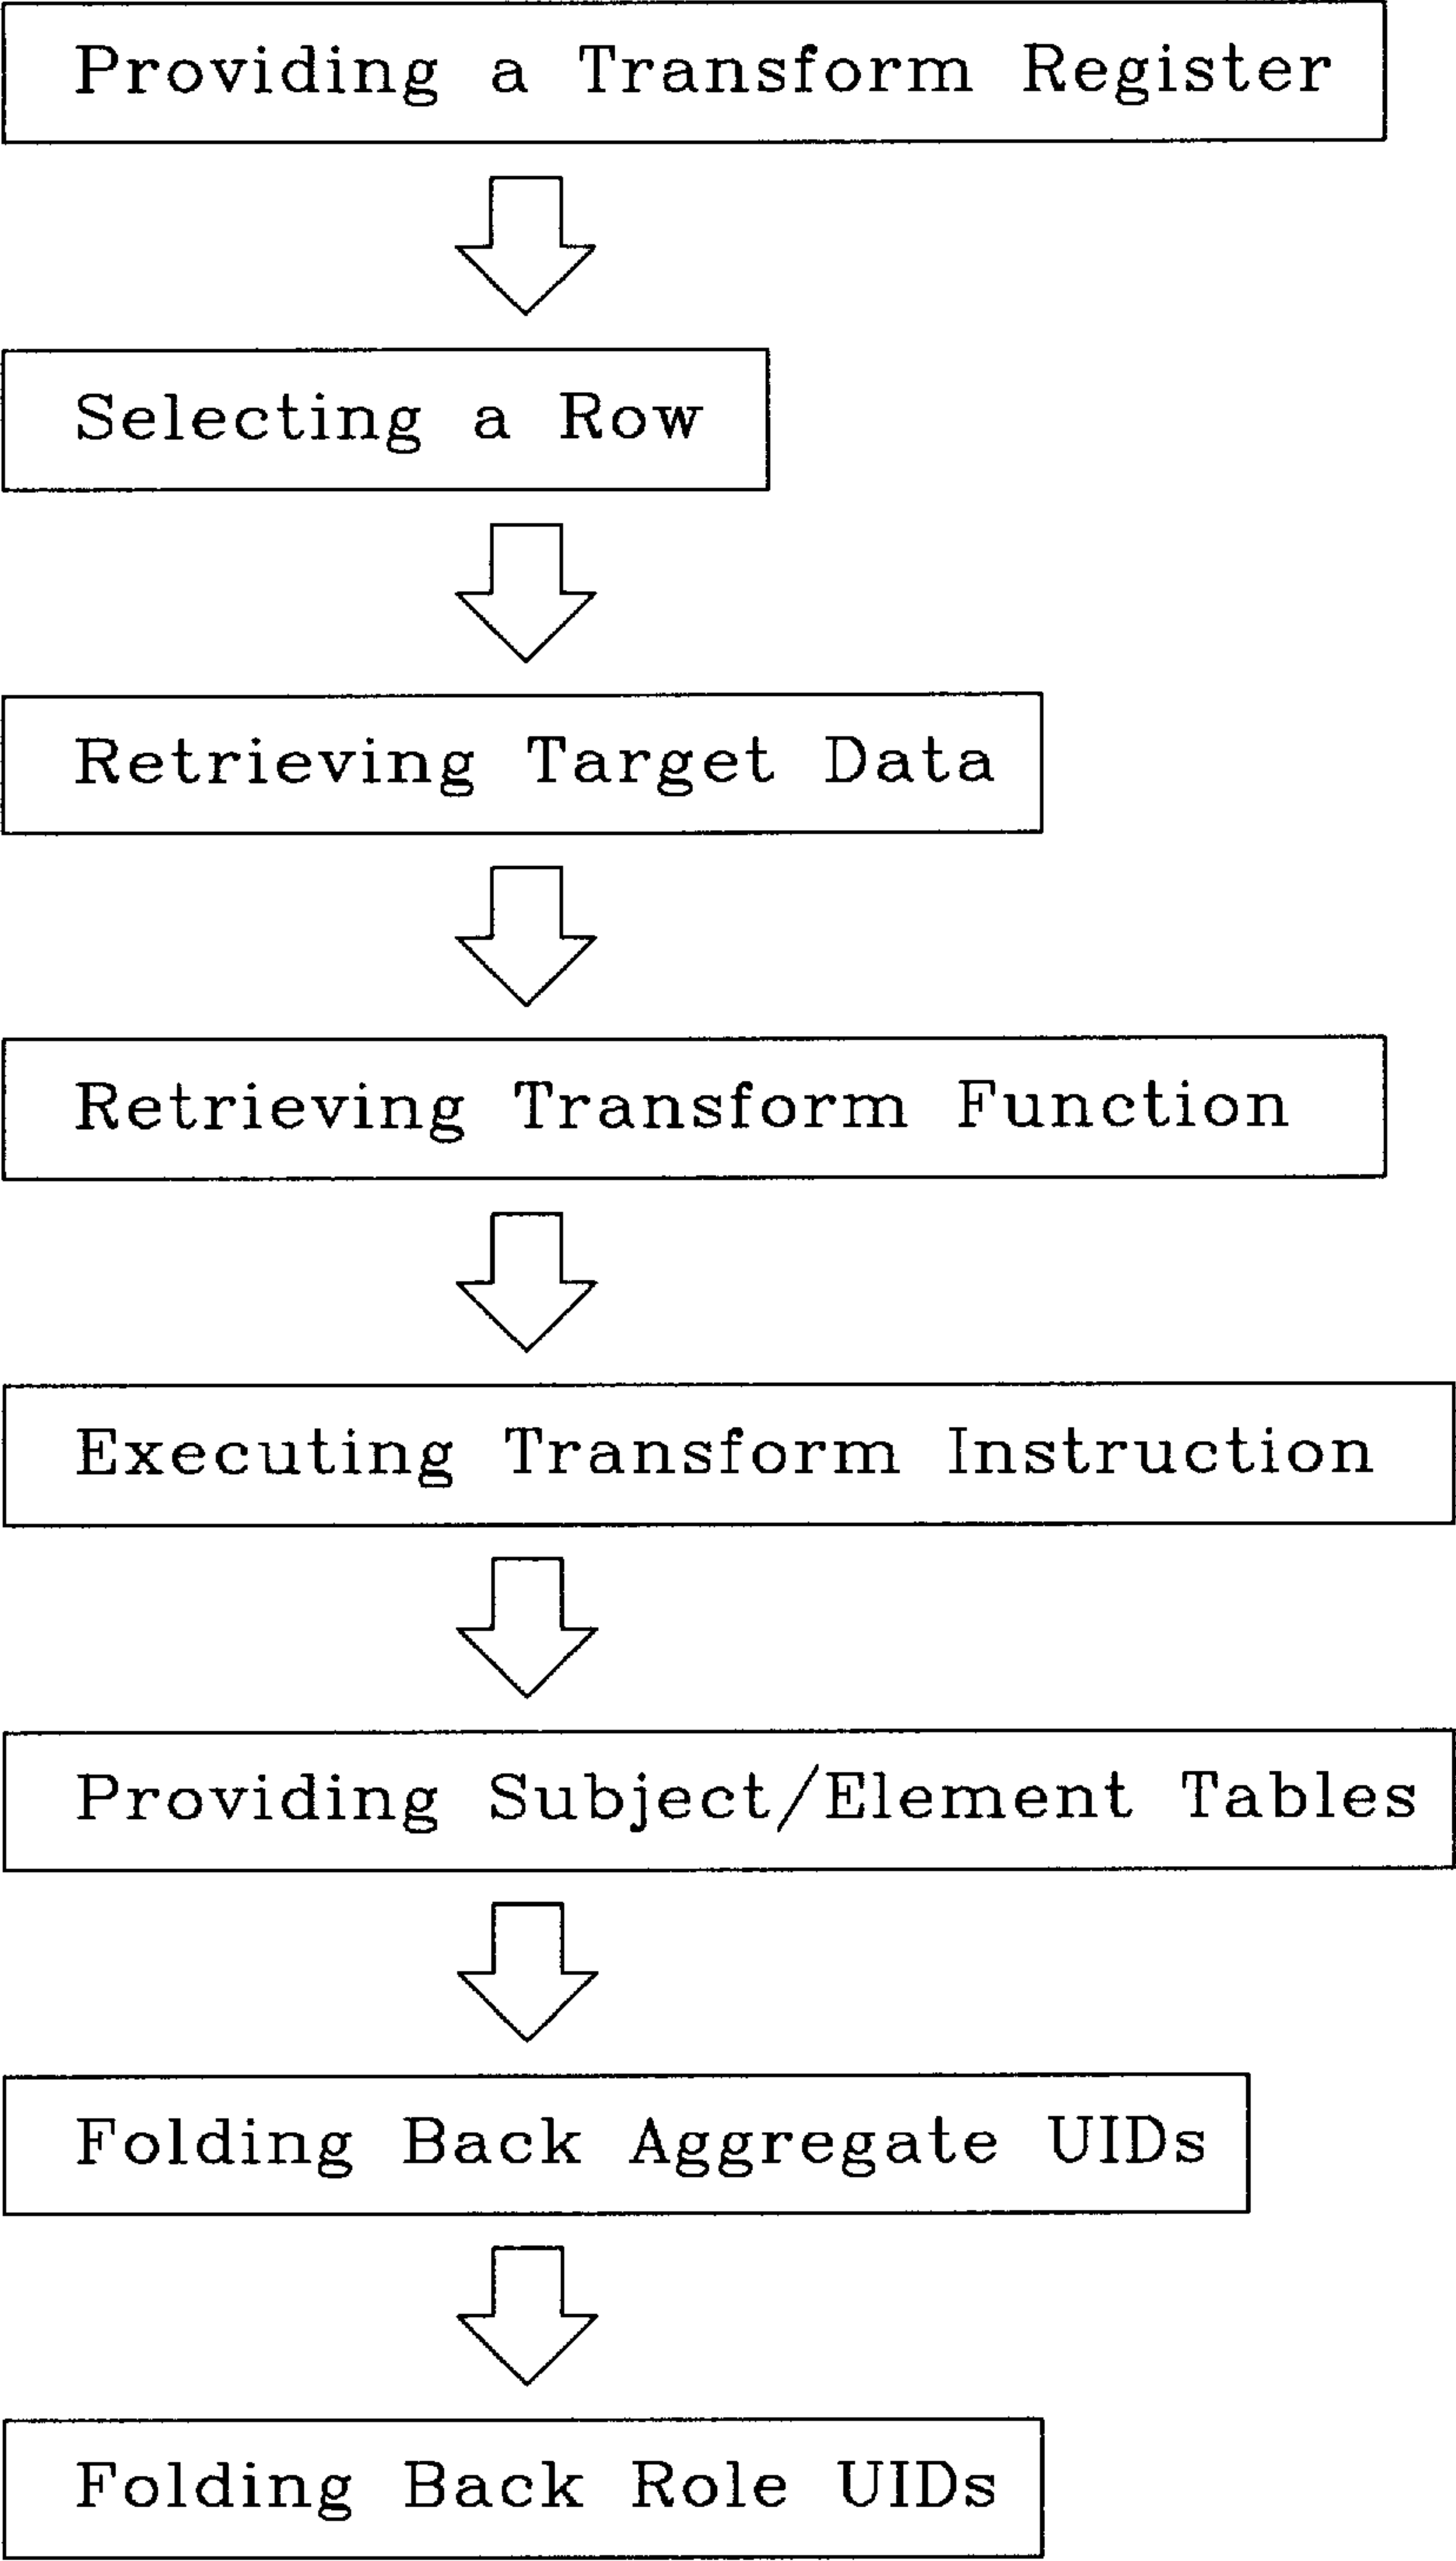 Providing a Transform Register
Selecting a Row
Retrieving Target Data
Retrieving Transform Function
Executing Transform Instruction
Providing Subject/Element Tables
Folding Back Aggregate UIDs
Folding Back Role UIDs